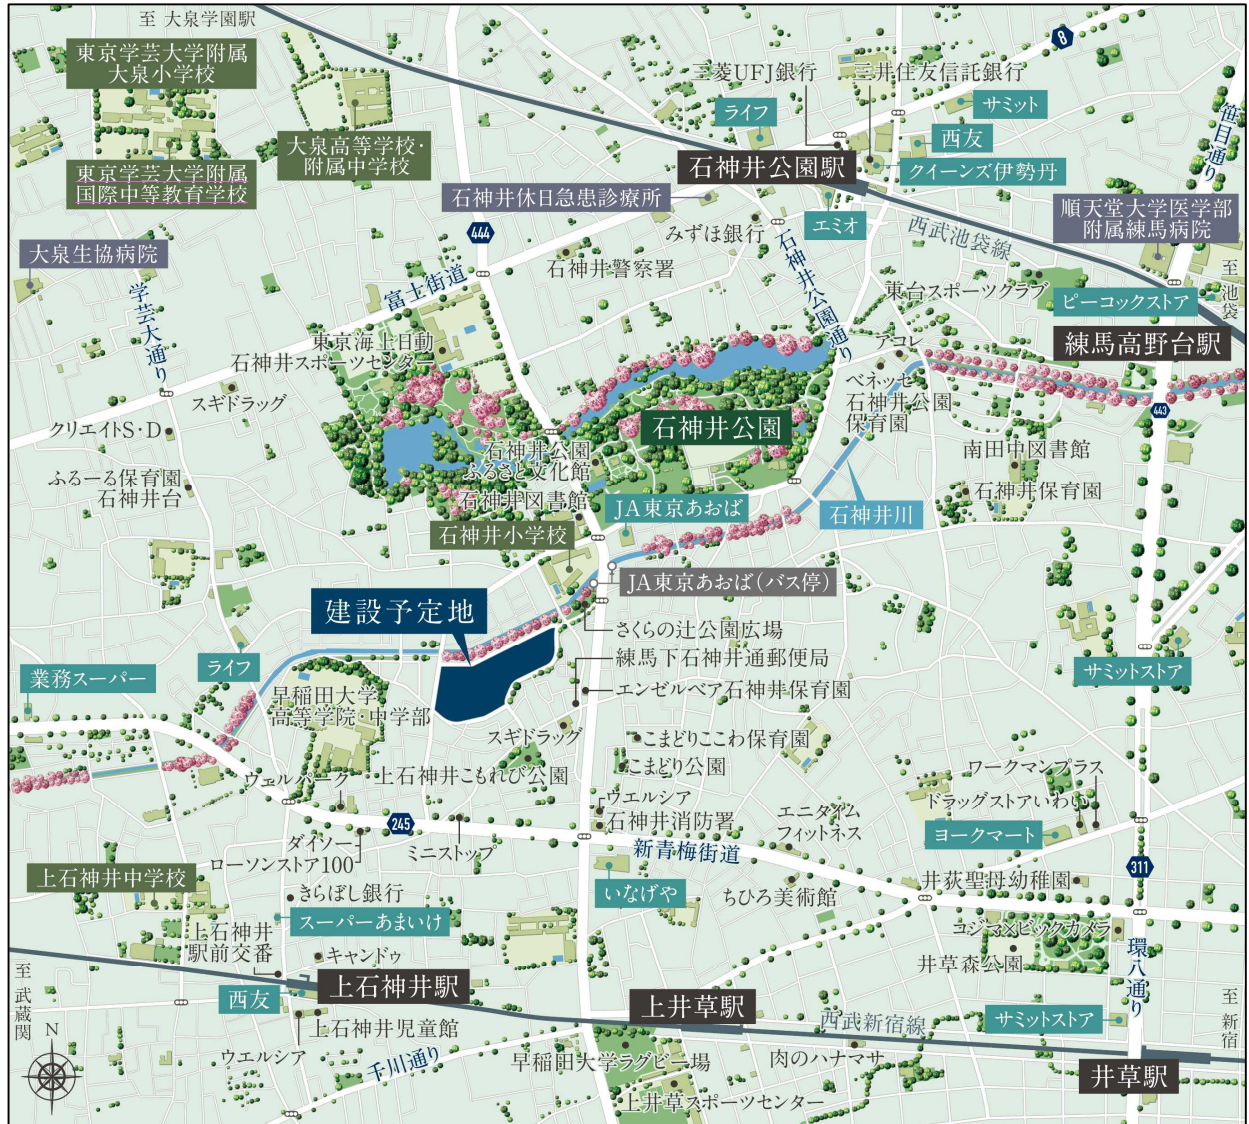 至 大泉学園駅
東京学芸大学附属
大泉小学校
東京学芸大学附属
国際中等教育学校
大泉高等学校・
附属中学校
大泉生協病院
学芸大通り
444
富士街道
8
三菱UFJ銀行
三井住友信託銀行
ライフ
サミット
西友
石神井公園駅
クイーンズ伊勢丹
笹目通り
石神井休日急患診療所
エミオ
みずほ銀行
石神井警察署
石神井公園通り
西武池袋線
順天堂大学医学部
附属練馬病院
至 池袋
東台スポーツクラブ
ピーコックストア
練馬高野台駅
東京海上日動
石神井スポーツセンター
アコレ
ベネッセ
石神井公園
保育園
スギドラッグ
クリエイトS・D
ふるーる保育園
石神井台
石神井公園
443
石神井公園
ふるさと文化館
石神井図書館
南田中図書館
石神井保育園
JA東京あおば
石神井川
石神井小学校
JA東京あおば(バス停)
建設予定地
さくらの辻公園広場
練馬下石神井通郵便局
エンゼルベア石神井保育園
ライフ
業務スーパー
早稲田大学
高等学院・中学部
サミットストア
スギドラッグ
こまどりここわ保育園
こまどり公園
上石神井こもれび公園
ウェルパーク
ワークマンプラス
ドラッグストアいわい
ヨークマート
ウエルシア
石神井消防署
エニタイム
フィットネス
245
ダイソー
ローソンストア100
ミニストップ
新青梅街道
311
上石神井中学校
きらぼし銀行
スーパーあまいけ
いなげや
ちひろ美術館
井荻聖母幼稚園
上石神井
駅前交番
キャンドゥ
コジマ×ビックカメラ
井草森公園
環八通り
至 武蔵関
西友
上石神井駅
上井草駅
西武新宿線
サミットストア
至 新宿
N
上石神井児童館
ウエルシア
千川通り
早稲田大学ラグビー場
肉のハナマサ
井草駅
上井草スポーツセンター